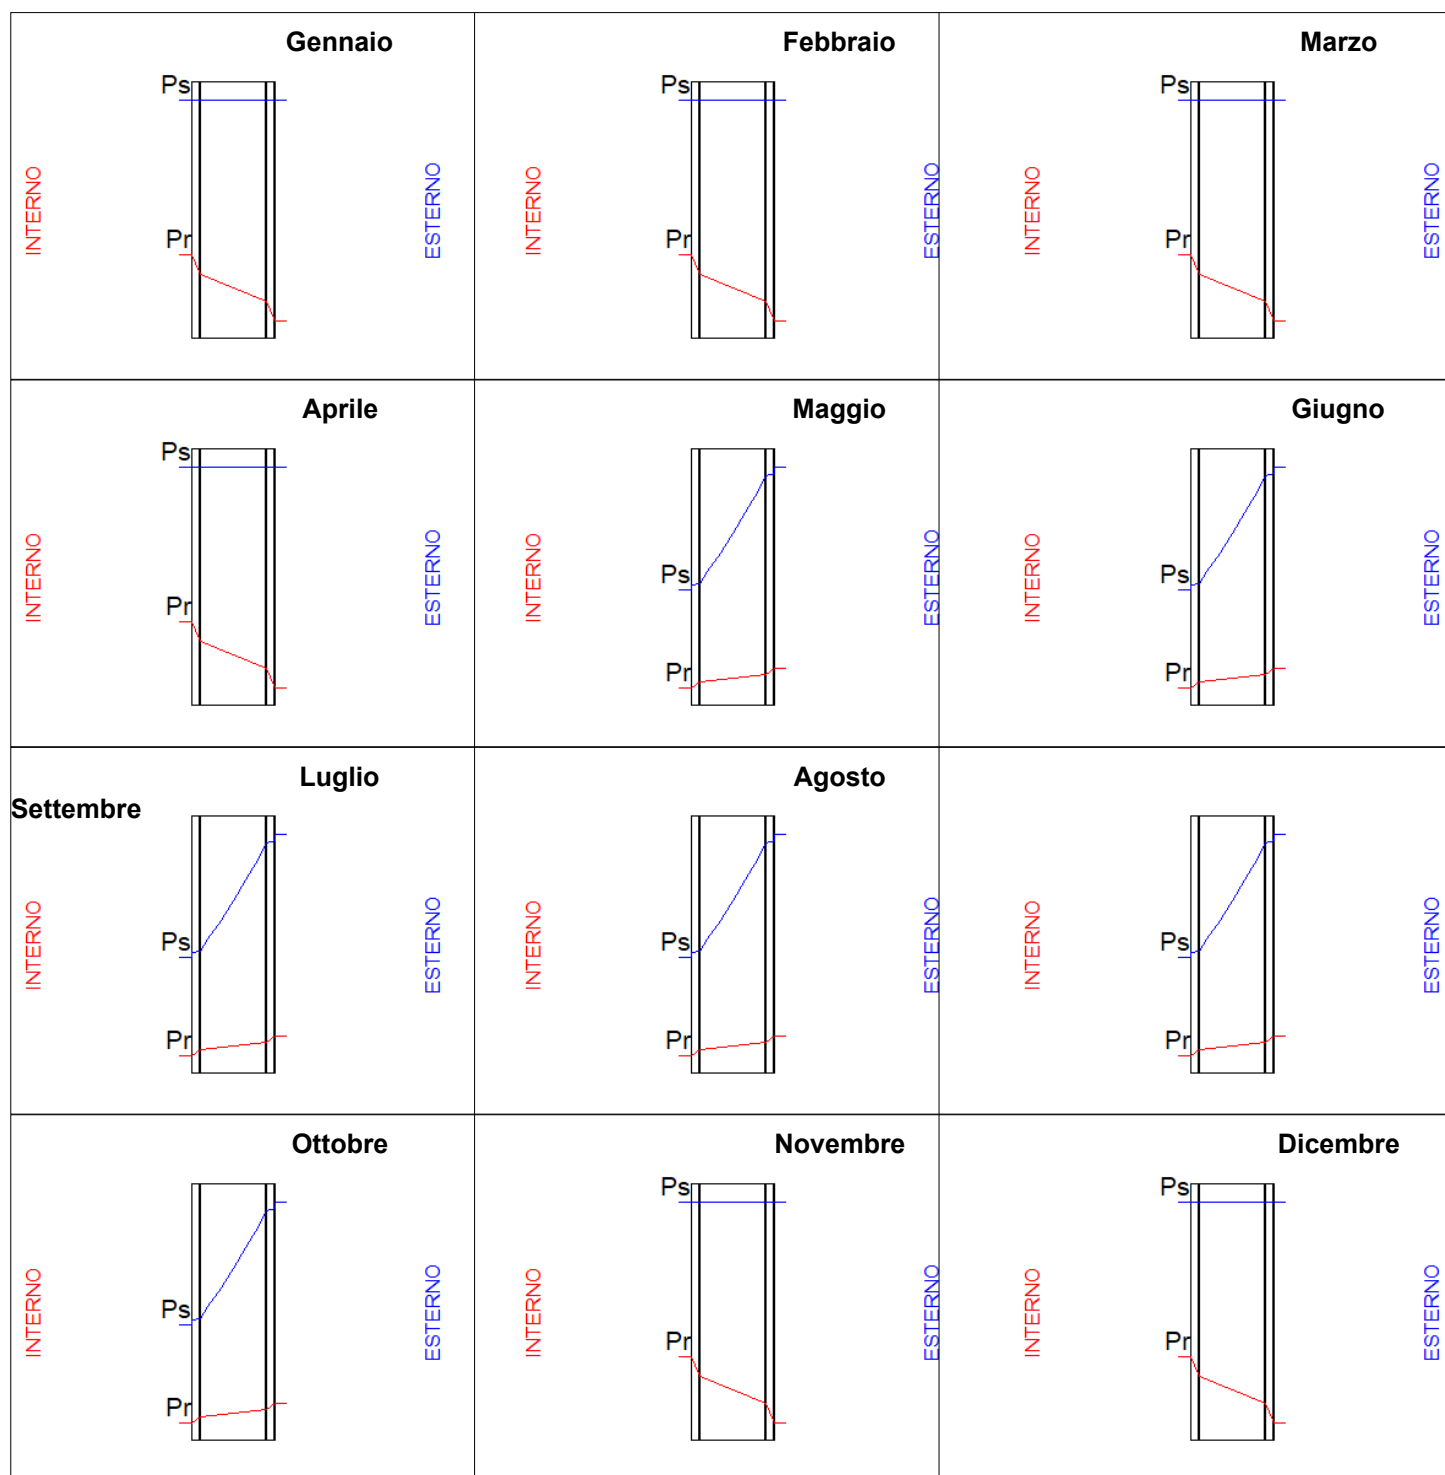 Gennaio
Ps
Pr
INTERNO
ESTERNO
Febbraio
Ps
Pr
INTERNO
ESTERNO
Marzo
Ps
Pr
INTERNO
ESTERNO
Aprile
Ps
Pr
INTERNO
ESTERNO
Maggio
Ps
Pr
INTERNO
ESTERNO
Giugno
Ps
Pr
INTERNO
ESTERNO
Luglio
Settembre
Ps
Pr
INTERNO
ESTERNO
Agosto
Ps
Pr
INTERNO
ESTERNO
Ps
Pr
INTERNO
ESTERNO
Ottobre
Ps
Pr
INTERNO
ESTERNO
Novembre
Ps
Pr
INTERNO
ESTERNO
Dicembre
Ps
Pr
INTERNO
ESTERNO